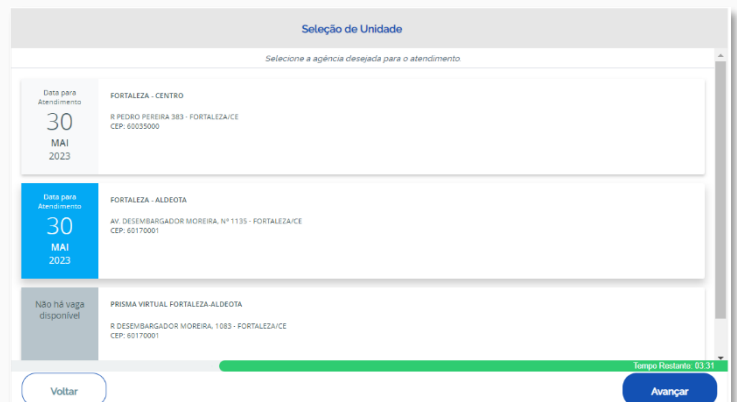 Seleção de Unidade
Selecione a agência desejada para o atendimento
Data para
Atendimento
30
MAI
2023
FORTALEZA - CENTRO
R PEDRO PEREIRA 383 - FORTALEZA/CE
CEP: 60035000
Data para
Atendimento
30
MAI
2023
FORTALEZA - ALDEOTA
AV. DESEMBARGADOR MOREIRA, Nº 1135 - FORTALEZA/CE
CEP: 60170001
Não há vaga
disponível
PRISMA VIRTUAL FORTALEZA-ALDEOTA
R DESEMBARGADOR MOREIRA, 1083 - FORTALEZA/CE
CEP: 60170001
Tempo Restante: 03:31
Voltar
Avançar